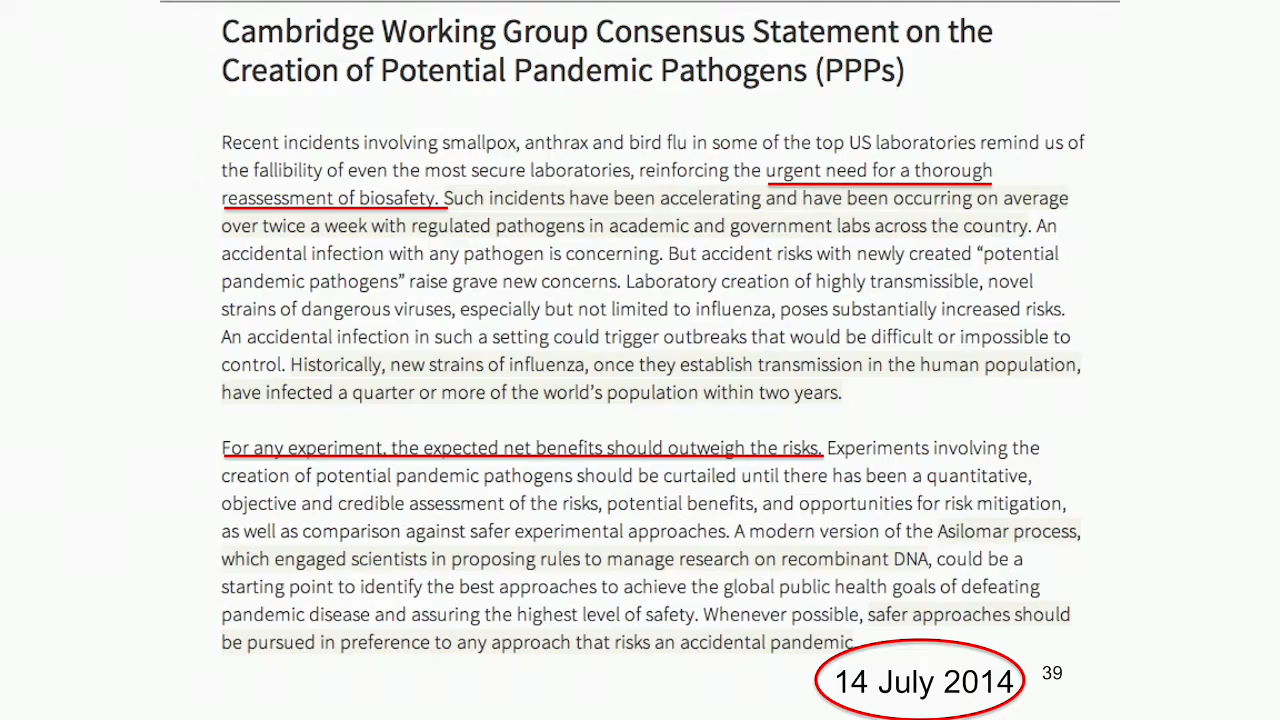 Cambridge Working Group Consensus Statement on the
Creation of Potential Pandemic Pathogens (PPPs)
Recent incidents involving smallpox, anthrax and bird flu in some of the top US laboratories remind us of
the fallibility of even the most secure laboratories, reinforcing the urgent need for a thorough
reassessment of biosafety. Such incidents have been accelerating and have been occurring on average
over twice a week with regulated pathogens in academic and government labs across the country. An
accidental infection with any pathogen is concerning. But accident risks with newly created “potential
pandemic pathogens” raise grave new concerns. Laboratory creation of highly transmissible, novel
strains of dangerous viruses, especially but not limited to influenza, poses substantially increased risks.
An accidental infection in such a setting could trigger outbreaks that would be difficult or impossible to
control. Historically, new strains of influenza, once they establish transmission in the human population,
have infected a quarter or more of the world’s population within two years.
For any experiment, the expected net benefits should outweigh the risks. Experiments involving the
creation of potential pandemic pathogens should be curtailed until there has been a quantitative,
objective and credible assessment of the risks, potential benefits, and opportunities for risk mitigation,
as well as comparison against safer experimental approaches. A modern version of the Asilomar process,
which engaged scientists in proposing rules to manage research on recombinant DNA, could be a
starting point to identify the best approaches to achieve the global public health goals of defeating
pandemic disease and assuring the highest level of safety. Whenever possible, safer approaches should
be pursued in preference to any approach that risks an accidental pandemic.
14 July 2014
39